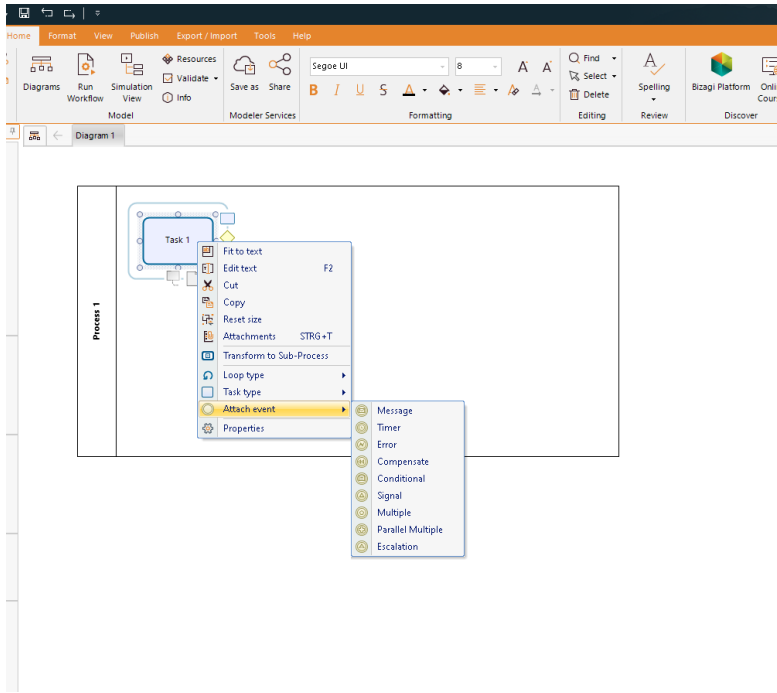 Home Format View Publish Export / Import Tools Help
Diagrams
Run Workflow
Simulation View
Resources
Validate
Info
Model
Save as
Share
Modeler Services
Segoe UI
8
A A
B I U S A A
Formatting
Find
Select
Delete
Editing
A
Spelling
Review
Bizagi Platform
Discover
Diagram 1
Process 1
Task 1
Fit to text
Edit text F2
Cut
Copy
Reset size
Attachments STRG+T
Transform to Sub-Process
Loop type
Task type
Attach event
Properties
Message
Timer
Error
Compensate
Conditional
Signal
Multiple
Parallel Multiple
Escalation